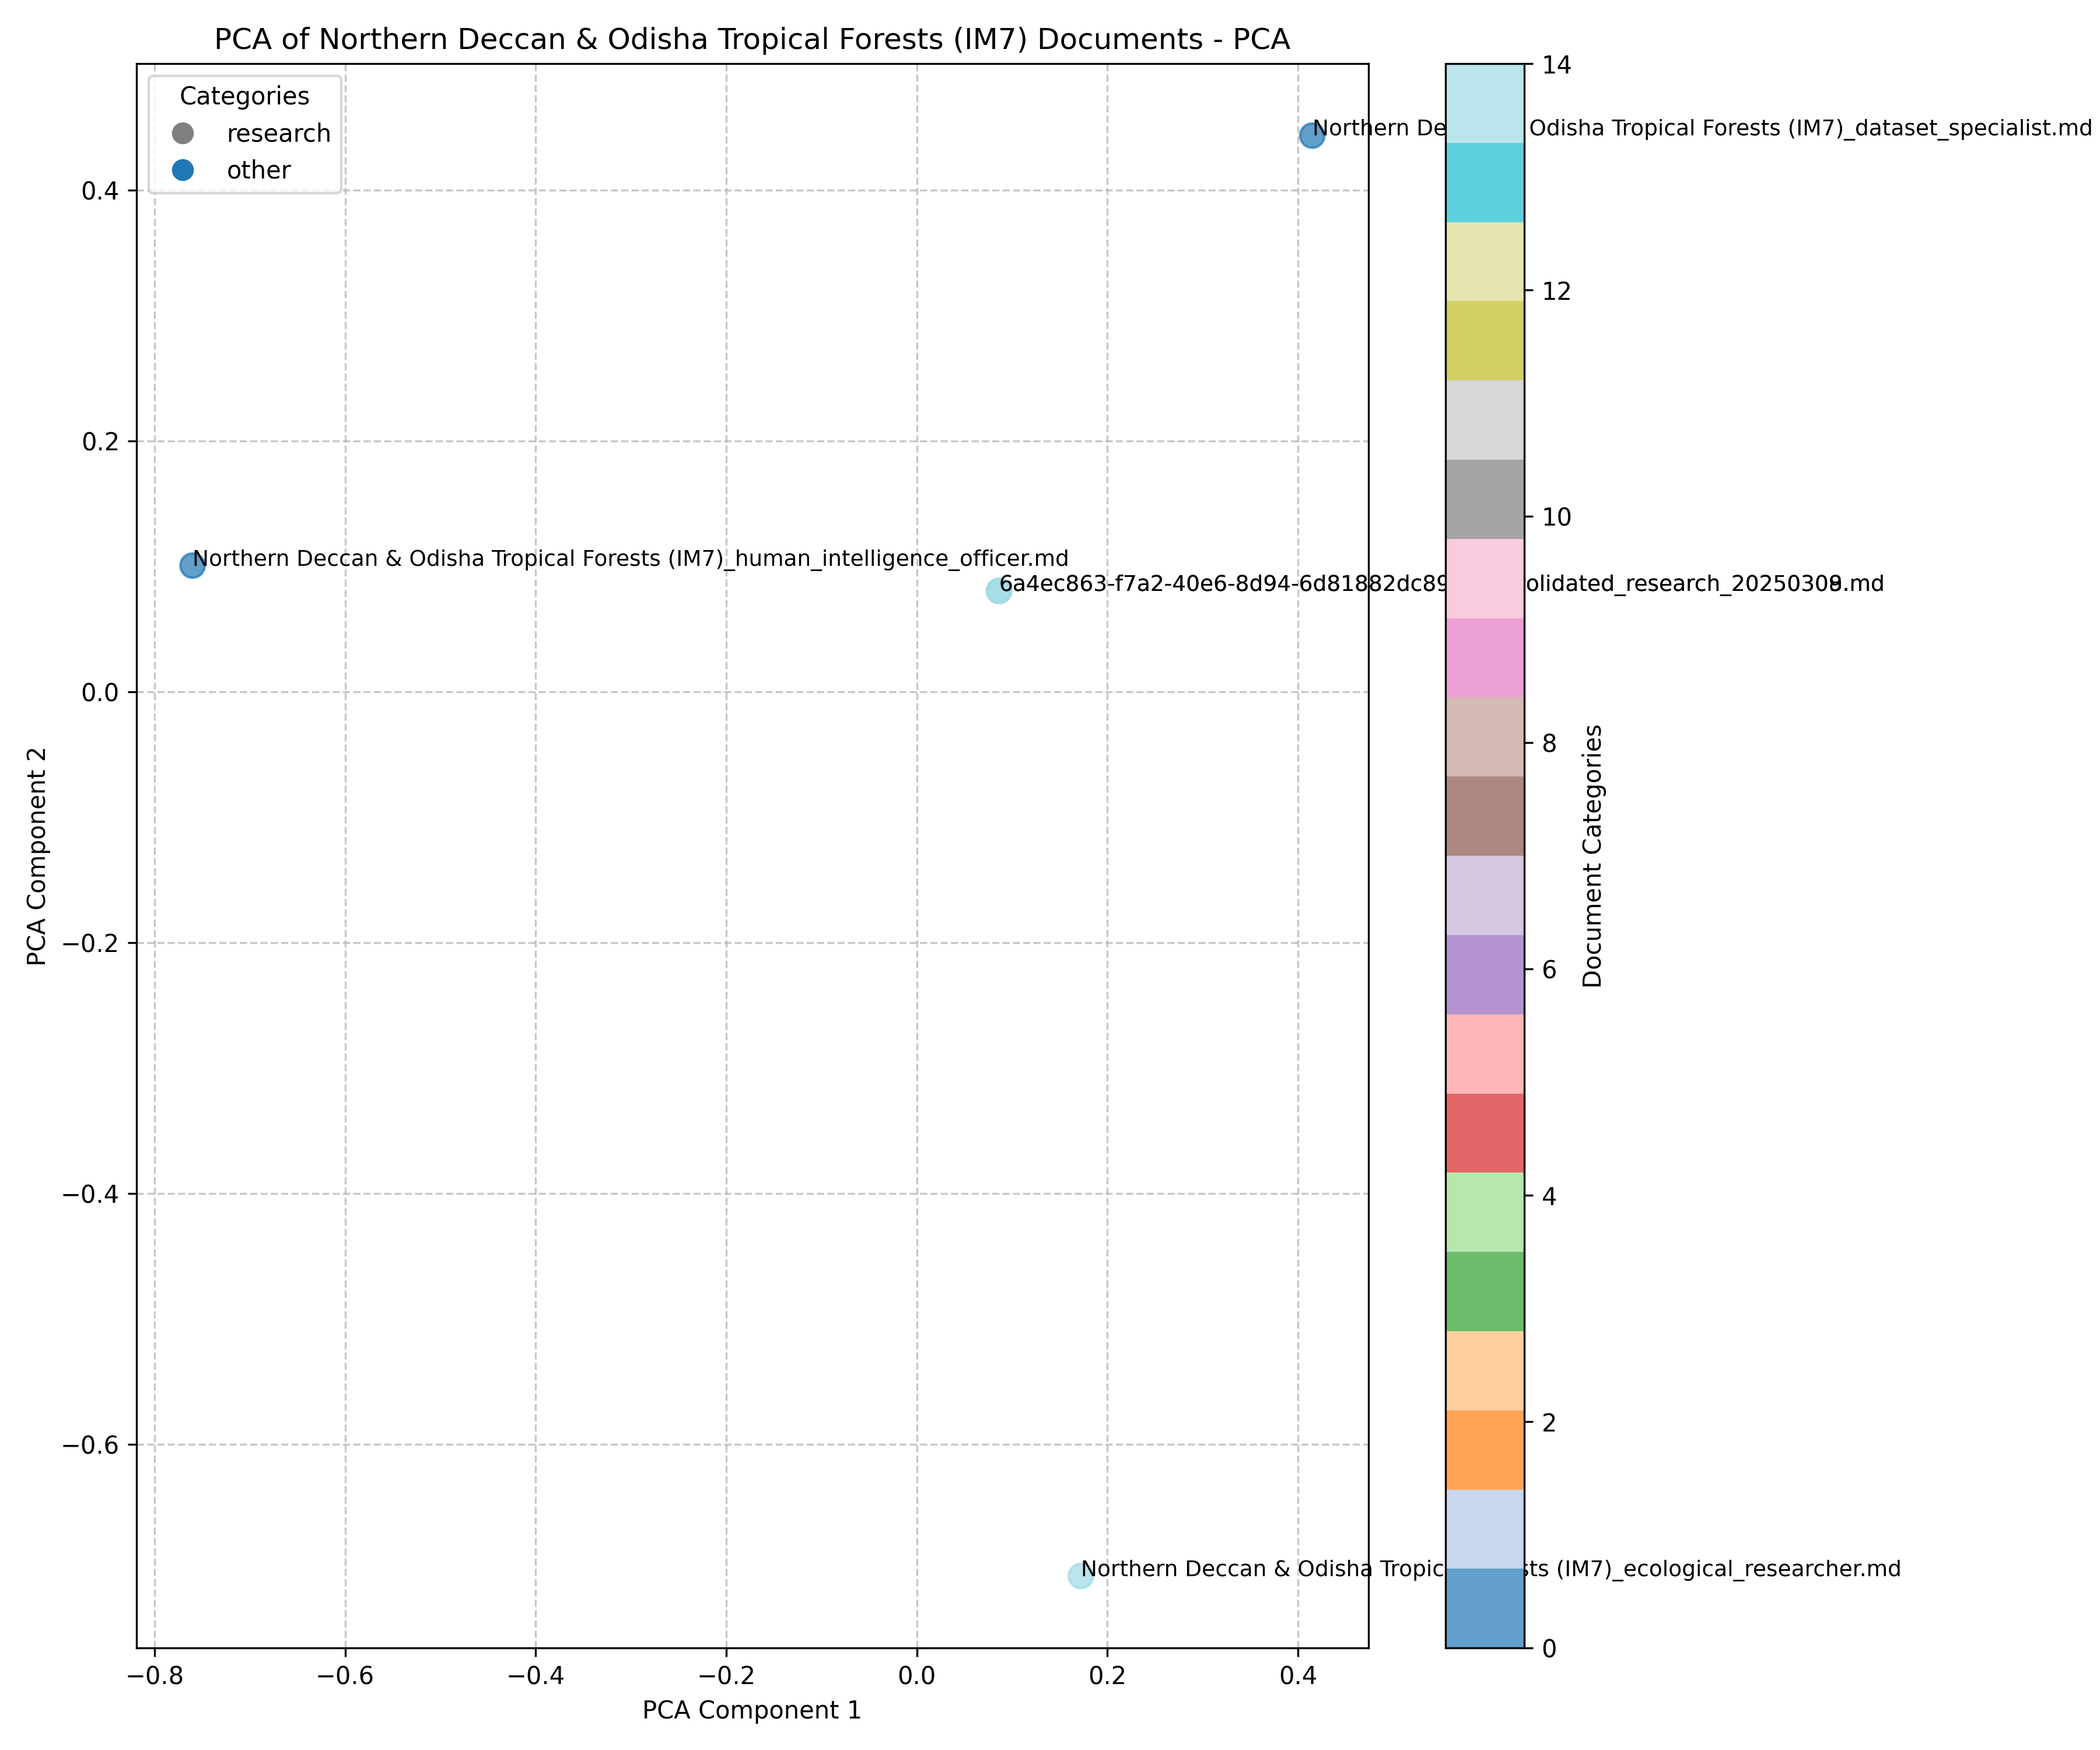 PCA of Northern Deccan & Odisha Tropical Forests (IM7) Documents - PCA
Categories
research
other
14
12
10
8
6
4
2
0
Document Categories
Northern De Odisha Tropical Forests (IM7)_dataset_specialist.md
Northern Deccan & Odisha Tropical Forests (IM7)_human_intelligence_officer.md
6a4ec863-f7a2-40e6-8d94-6d81882dc89 olidated_research_2025030
Northern Deccan & Odisha Tropic sts (IM7)_ecological_researcher.md
PCA Component 2
0.4
0.2
0.0
−0.2
−0.4
−0.6
−0.8
−0.6
−0.4
−0.2
0.0
0.2
0.4
PCA Component 1